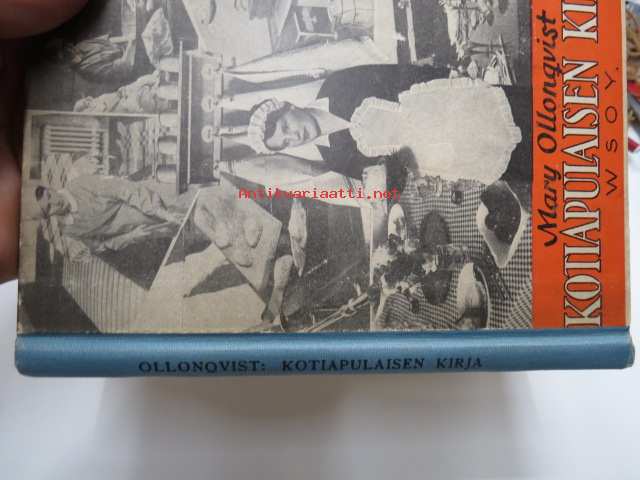 Mary Ollonqvist
KOTIAPULAISEN KI
WSOY.
OLLONQVIST: KOTIAPULAISEN KIRJA
Antikvariaatti.net